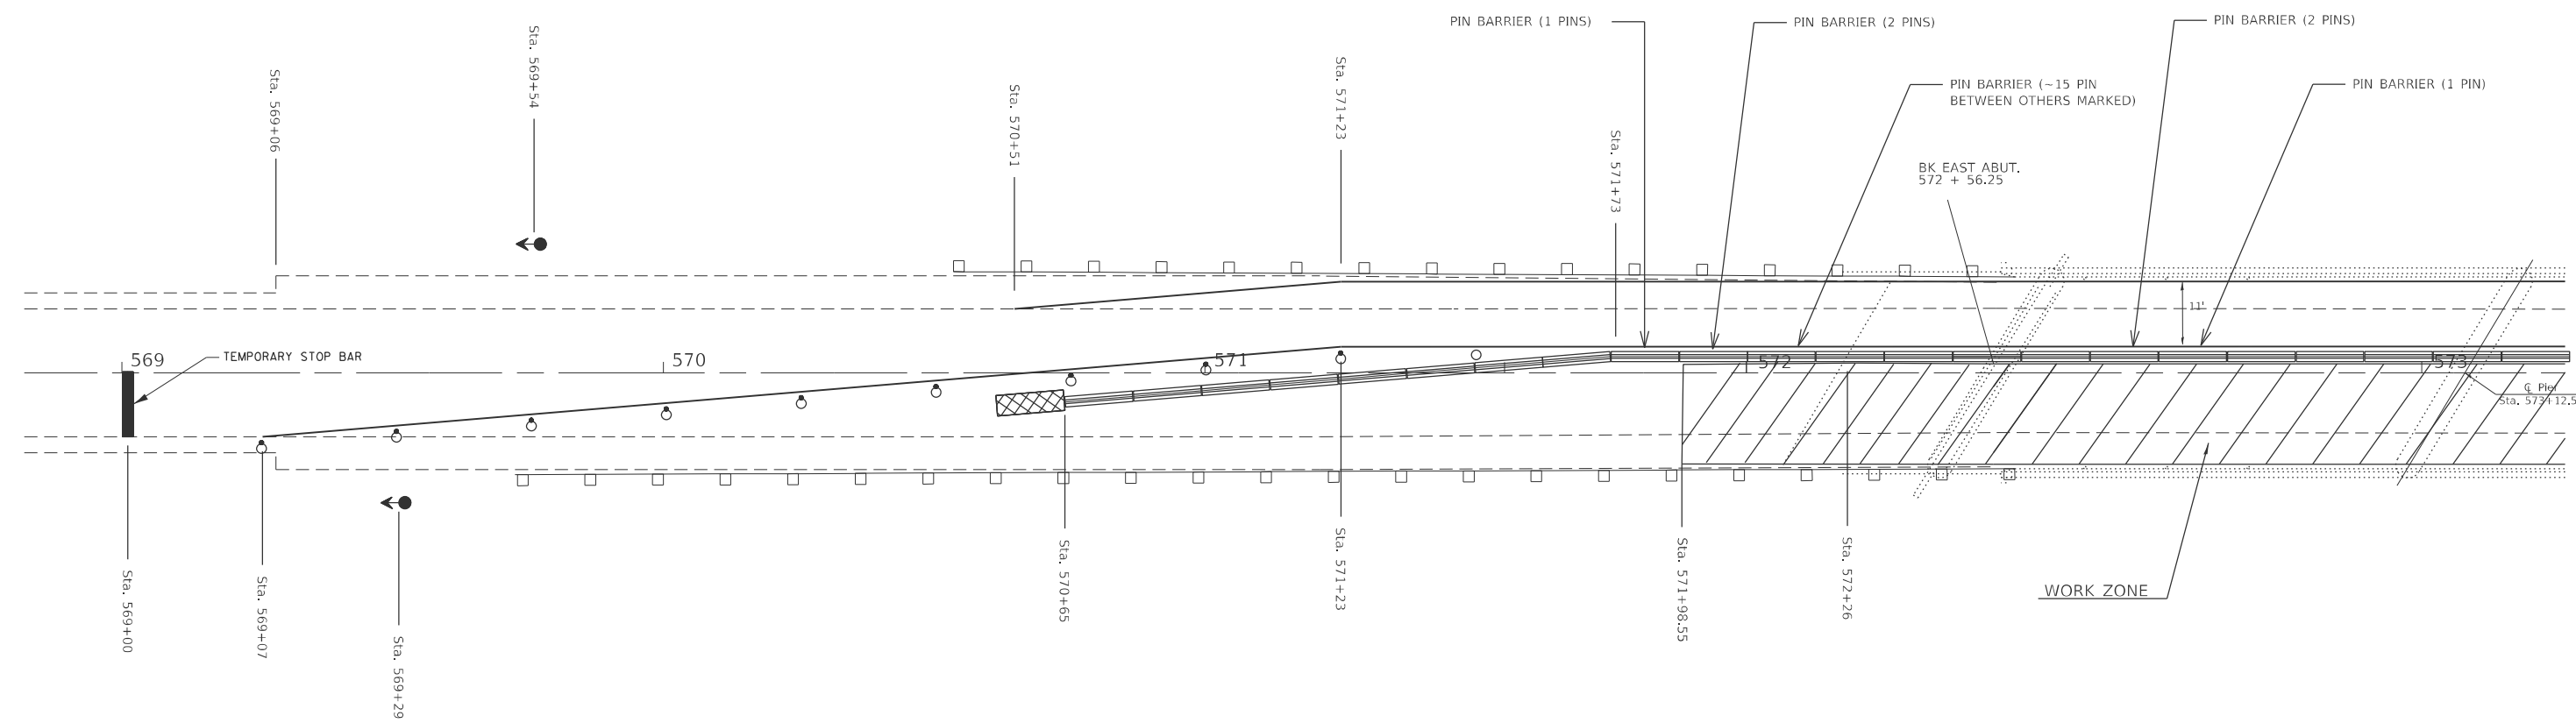 PIN BARRIER (1 PINS)
PIN BARRIER (2 PINS)
PIN BARRIER (2 PINS)
PIN BARRIER (~15 PIN
BETWEEN OTHERS MARKED)
PIN BARRIER (1 PIN)
Sta. 569+06
Sta. 569+54
Sta. 570+51
Sta. 571+23
Sta. 571+73
BK EAST ABUT.
572 + 56.25
11'
569
TEMPORARY STOP BAR
570
571
572
573
℄ Pier
Sta. 573+12.5
Sta. 569+00
Sta. 569+07
Sta. 569+29
Sta. 570+65
Sta. 571+23
Sta. 571+98.55
Sta. 572+26
WORK ZONE